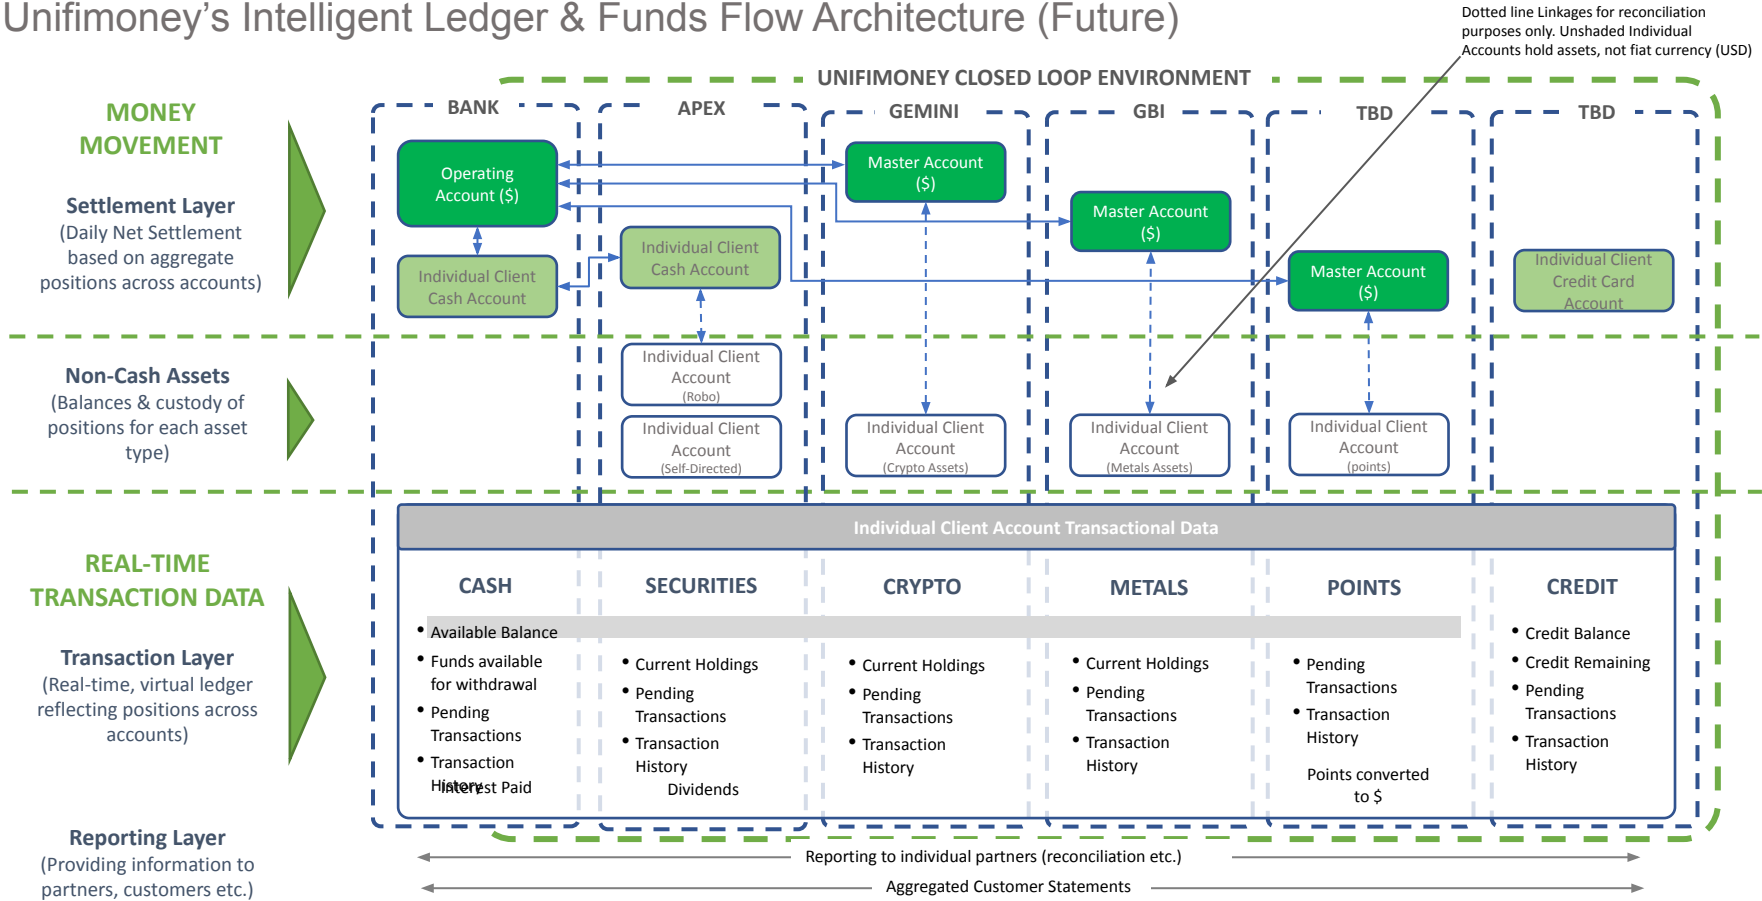 Unifimoney's Intelligent Ledger & Funds Flow Architecture (Future)
Dotted line Linkages for reconciliation
purposes only. Unshaded Individual
Accounts hold assets, not fiat currency (USD)
UNIFIMONEY CLOSED LOOP ENVIRONMENT
MONEY
MOVEMENT
Settlement Layer
(Daily Net Settlement
based on aggregate
positions across accounts)
BANK
APEX
GEMINI
GBI
TBD
TBD
Operating
Account ($)
Individual Client
Cash Account
Individual Client
Cash Account
Master Account
($)
Master Account
($)
Master Account
($)
Individual Client
Credit Card
Account
Non-Cash Assets
(Balances & custody of
positions for each asset
type)
Individual Client
Account
(Robo)
Individual Client
Account
(Self-Directed)
Individual Client
Account
(Crypto Assets)
Individual Client
Account
(Metals Assets)
Individual Client
Account
(points)
Individual Client Account Transactional Data
REAL-TIME
TRANSACTION DATA
Transaction Layer
(Real-time, virtual ledger
reflecting positions across
accounts)
CASH
• Available Balance
• Funds available
for withdrawal
• Pending
Transactions
• Transaction
History
Interest Paid
SECURITIES
• Current Holdings
• Pending
Transactions
• Transaction
History
Dividends
CRYPTO
• Current Holdings
• Pending
Transactions
• Transaction
History
METALS
• Current Holdings
• Pending
Transactions
• Transaction
History
POINTS
• Pending
Transactions
• Transaction
History
Points converted
to $
CREDIT
• Credit Balance
• Credit Remaining
• Pending
Transactions
• Transaction
History
Reporting Layer
(Providing information to
partners, customers etc.)
Reporting to individual partners (reconciliation etc.)
Aggregated Customer Statements